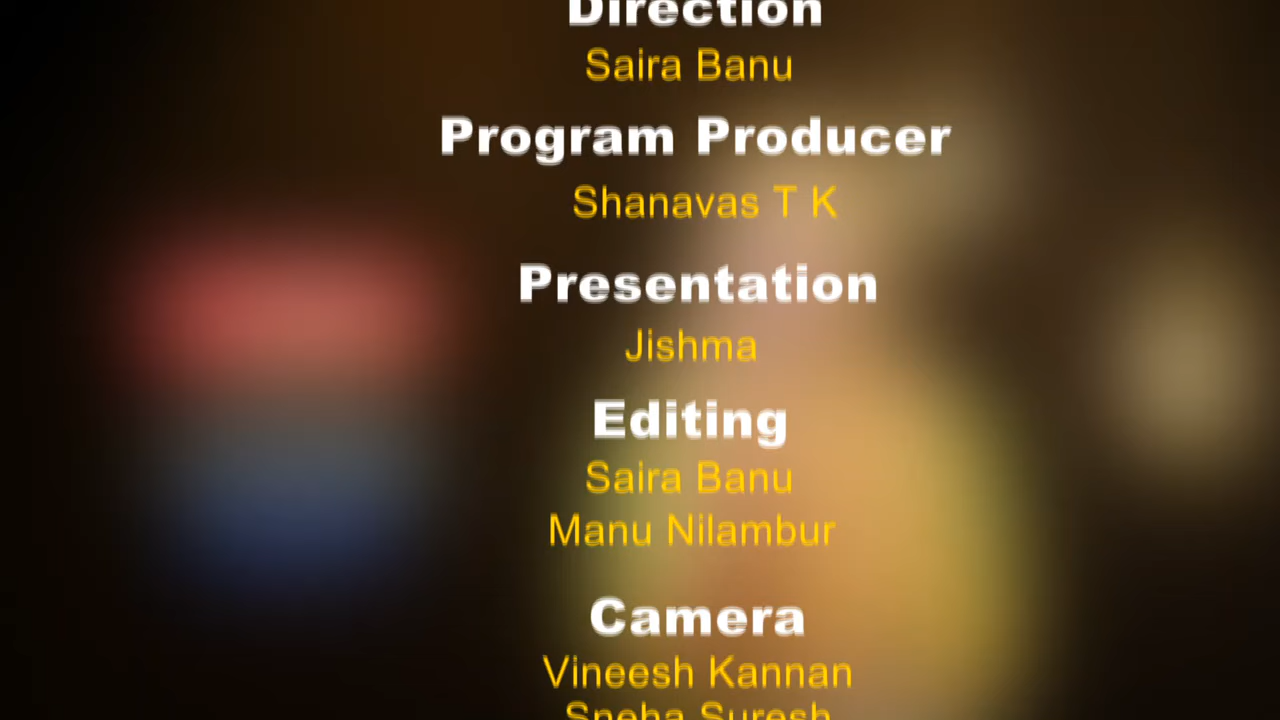 Direction
Saira Banu
Program Producer
Shanavas T K
Presentation
Jishma
Editing
Saira Banu
Manu Nilambur
Camera
Vineesh Kannan
Sneha Suresh